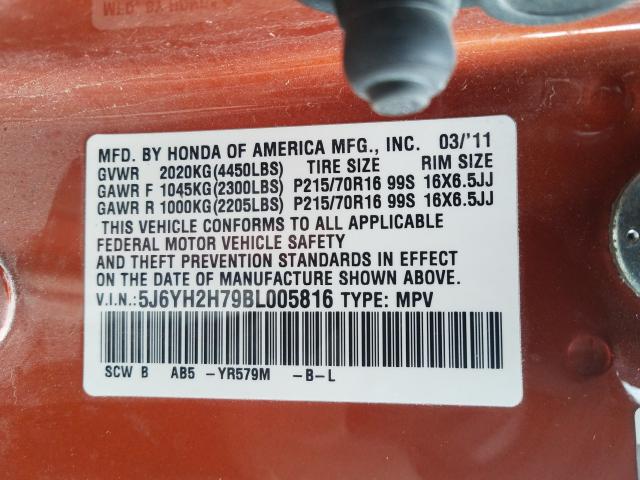 MFD. BY HONDA OF AMERICA MFG., INC. 03/'11
GVWR 2020KG(4450LBS) TIRE SIZE RIM SIZE
GAWR F 1045KG(2300LBS) P215/70R16 99S 16X6.5JJ
GAWR R 1000KG(2205LBS) P215/70R16 99S 16X6.5JJ
THIS VEHICLE CONFORMS TO ALL APPLICABLE
FEDERAL MOTOR VEHICLE SAFETY
AND THEFT PREVENTION STANDARDS IN EFFECT
ON THE DATE OF MANUFACTURE SHOWN ABOVE.
V.I.N.:5J6YH2H79BL005816 TYPE: MPV
SCW B AB5 -YR579M -B-L